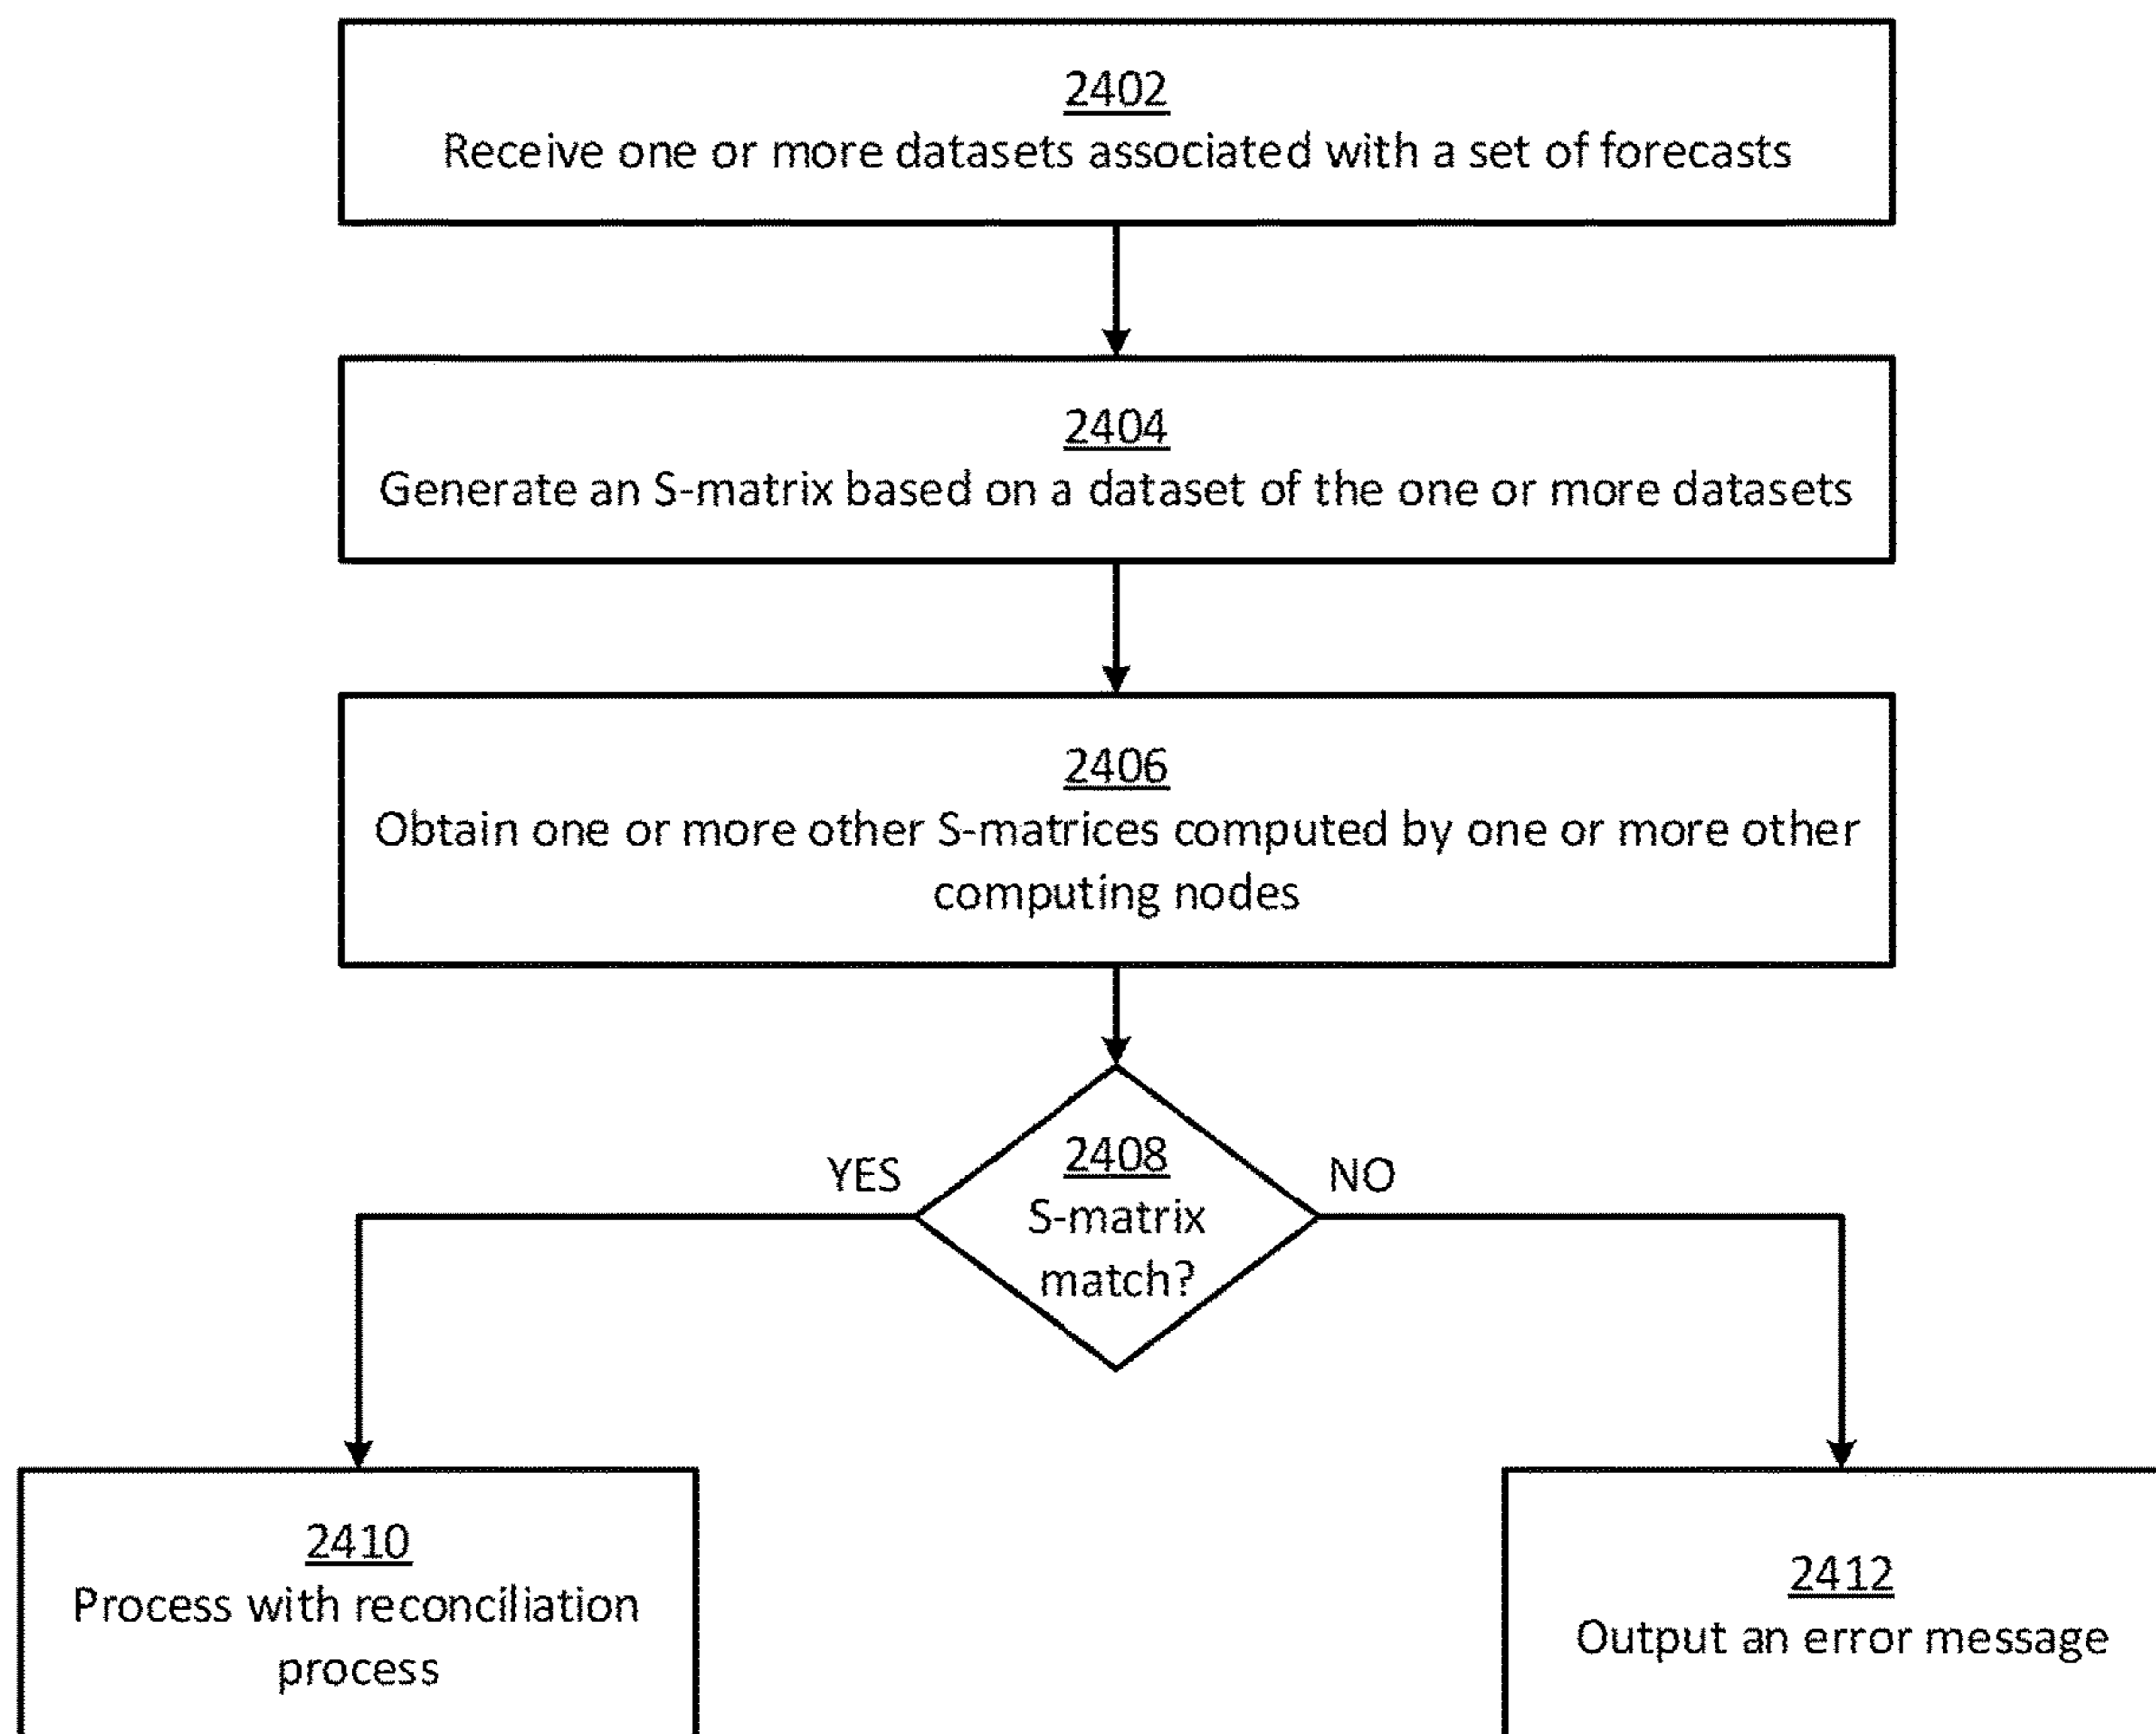 2402
Receive one or more datasets associated with a set of forecasts
2404
Generate an S-matrix based on a dataset of the one or more datasets
2406
Obtain one or more other S-matrices computed by one or more other
computing nodes
2408
S-matrix
match?
YES
NO
2410
Process with reconciliation
process
2412
Output an error message